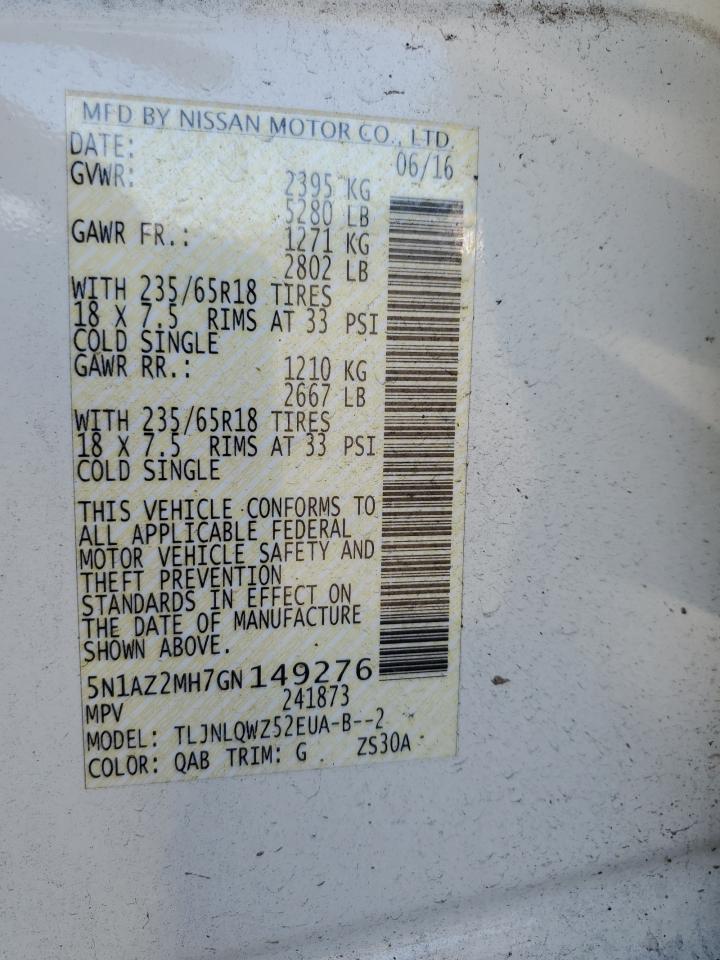 MFD BY NISSAN MOTOR CO., LTD.
DATE: 06/16
GVWR: 2395 KG
5280 LB
GAWR FR.: 1271 KG
2802 LB
WITH 235/65R18 TIRES
18 X 7.5 RIMS AT 33 PSI
COLD SINGLE
GAWR RR.: 1210 KG
2667 LB
WITH 235/65R18 TIRES
18 X 7.5 RIMS AT 33 PSI
COLD SINGLE
THIS VEHICLE CONFORMS TO
ALL APPLICABLE FEDERAL
MOTOR VEHICLE SAFETY AND
THEFT PREVENTION
STANDARDS IN EFFECT ON
THE DATE OF MANUFACTURE
SHOWN ABOVE.
5N1AZ2MH7GN149276
MPV 241873
MODEL: TLJNLQWZ52EUA-B--2
COLOR: QAB TRIM: G ZS30A